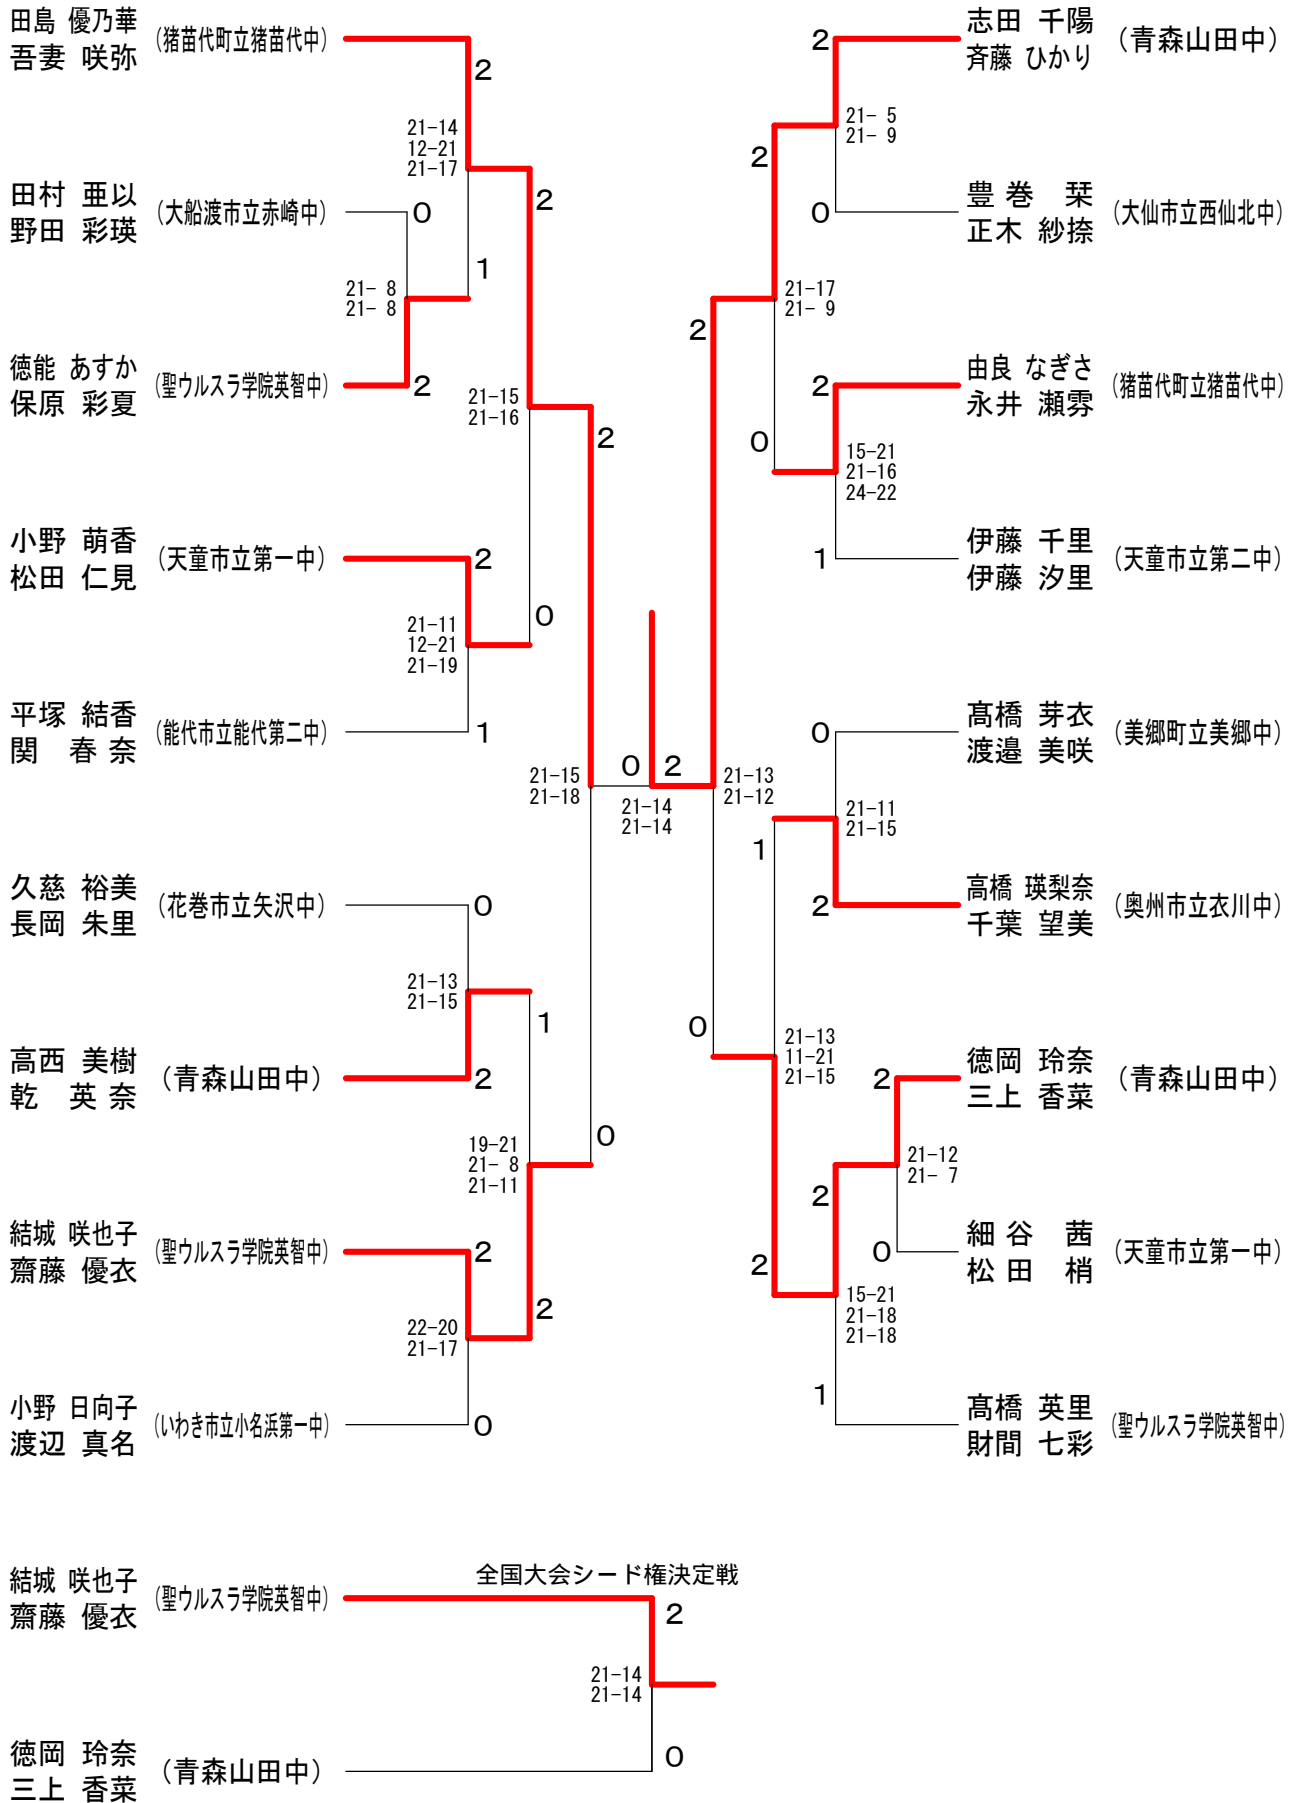 田島 優乃華
吾妻 咲弥
(猪苗代町立猪苗代中)
2
21-14
12-21
21-17
2
田村 亜以
野田 彩瑛
(大船渡市立赤崎中)
0
1
21- 8
21- 8
徳能 あすか
保原 彩夏
(聖ウルスラ学院英智中)
2
21-15
21-16
2
小野 萌香
松田 仁見
(天童市立第一中)
2
21-11
12-21
21-19
0
平塚 結香
関 春奈
(能代市立能代第二中)
1
21-15
21-18
0
2
21-14
21-14
久慈 裕美
長岡 朱里
(花巻市立矢沢中)
0
21-13
21-15
1
高西 美樹
乾 英奈
(青森山田中)
2
19-21
21- 8
21-11
0
結城 咲也子
齋藤 優衣
(聖ウルスラ学院英智中)
2
22-20
21-17
2
小野 日向子
渡辺 真名
(いわき市立小名浜第一中)
0
2
志田 千陽
斉藤 ひかり
(青森山田中)
21- 5
21- 9
2
0
豊巻 栞
正木 紗捺
(大仙市立西仙北中)
21-17
21- 9
2
2
由良 なぎさ
永井 瀬雰
(猪苗代町立猪苗代中)
0
15-21
21-16
24-22
1
伊藤 千里
伊藤 汐里
(天童市立第二中)
0
髙橋 芽衣
渡邉 美咲
(美郷町立美郷中)
21-13
21-12
21-11
21-15
1
2
高橋 瑛梨奈
千葉 望美
(奥州市立衣川中)
0
21-13
11-21
21-15
2
徳岡 玲奈
三上 香菜
(青森山田中)
21-12
21- 7
2
0
細谷 茜
松田 梢
(天童市立第一中)
2
15-21
21-18
21-18
1
髙橋 英里
財間 七彩
(聖ウルスラ学院英智中)
全国大会シード権決定戦
結城 咲也子
齋藤 優衣
(聖ウルスラ学院英智中)
2
21-14
21-14
徳岡 玲奈
三上 香菜
(青森山田中)
0